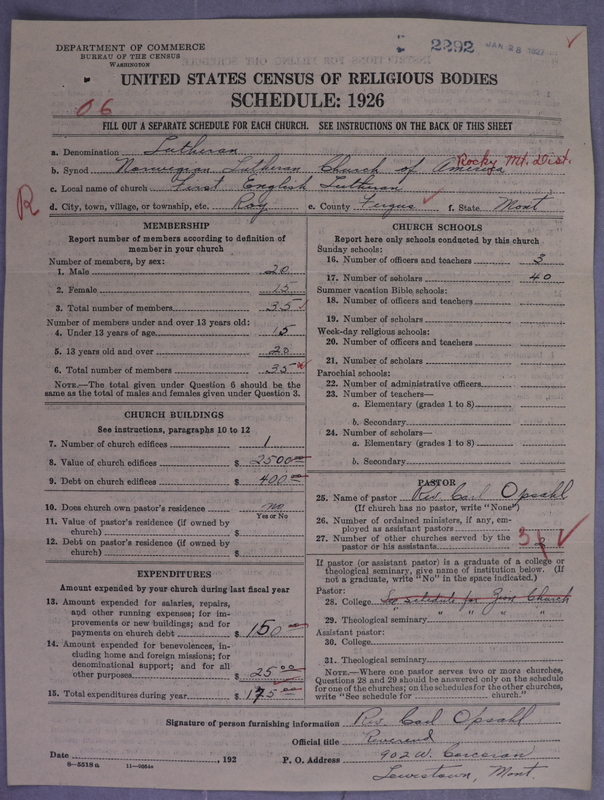 DEPARTMENT OF COMMERCE
BUREAU OF THE CENSUS
WASHINGTON
2292
JAN 28 1927
UNITED STATES CENSUS OF RELIGIOUS BODIES
SCHEDULE: 1926
06
FILL OUT A SEPARATE SCHEDULE FOR EACH CHURCH. SEE INSTRUCTIONS ON THE BACK OF THIS SHEET
a. Denomination Lutheran
b. Synod Norwegian Lutheran Church of America Rocky Mt. Dist.
c. Local name of church First English Lutheran
d. City, town, village, or township, etc. Roy e. County Fergus f. State Mont
R
MEMBERSHIP
Report number of members according to definition of
member in your church
Number of members, by sex:
1. Male 20
2. Female 15
3. Total number of members 35
Number of members under and over 13 years old:
4. Under 13 years of age 15
5. 13 years old and over 20
6. Total number of members 35
NOTE.—The total given under Question 6 should be the
same as the total of males and females given under Question 3.
CHURCH BUILDINGS
See instructions, paragraphs 10 to 12
7. Number of church edifices 1
8. Value of church edifices $ 2500.00
9. Debt on church edifices $ 400.00
10. Does church own pastor's residence no
Yes or No
11. Value of pastor's residence (if owned by
church) $
12. Debt on pastor's residence (if owned by
church) $
EXPENDITURES
Amount expended by your church during last fiscal year
13. Amount expended for salaries, repairs,
and other running expenses; for im-
provements or new buildings; and for
payments on church debt $ 150
14. Amount expended for benevolences, in-
cluding home and foreign missions; for
denominational support; and for all
other purposes $ 25.00
15. Total expenditures during year $ 175.00
CHURCH SCHOOLS
Report here only schools conducted by this church
Sunday schools:
16. Number of officers and teachers 3
17. Number of scholars 40
Summer vacation Bible schools:
18. Number of officers and teachers
19. Number of scholars
Week-day religious schools:
20. Number of officers and teachers
21. Number of scholars
Parochial schools:
22. Number of administrative officers
23. Number of teachers—
a. Elementary (grades 1 to 8)
b. Secondary
24. Number of scholars—
a. Elementary (grades 1 to 8)
b. Secondary
PASTOR
25. Name of pastor Rev. Carl Opsahl
(If church has no pastor, write "None")
26. Number of ordained ministers, if any, em-
ployed as assistant pastors
27. Number of other churches served by the
pastor or his assistants 3
If pastor (or assistant pastor) is a graduate of a college or
theological seminary, give name of institution below. (If
not a graduate, write "No" in the space indicated.)
Pastor:
28. College See schedule for Zion Church
29. Theological seminary " " " " "
Assistant pastor:
30. College
31. Theological seminary
NOTE.—Where one pastor serves two or more churches,
Questions 28 and 29 should be answered only on the schedule
for one of the churches; on the schedules for the other churches,
write "See schedule for church."
Signature of person furnishing information Rev. Carl Opsahl
Official title Reverend
Date , 192 P. O. Address 902 W. Corcoran
8—5518a 11—9864a Lewistown, Mont.